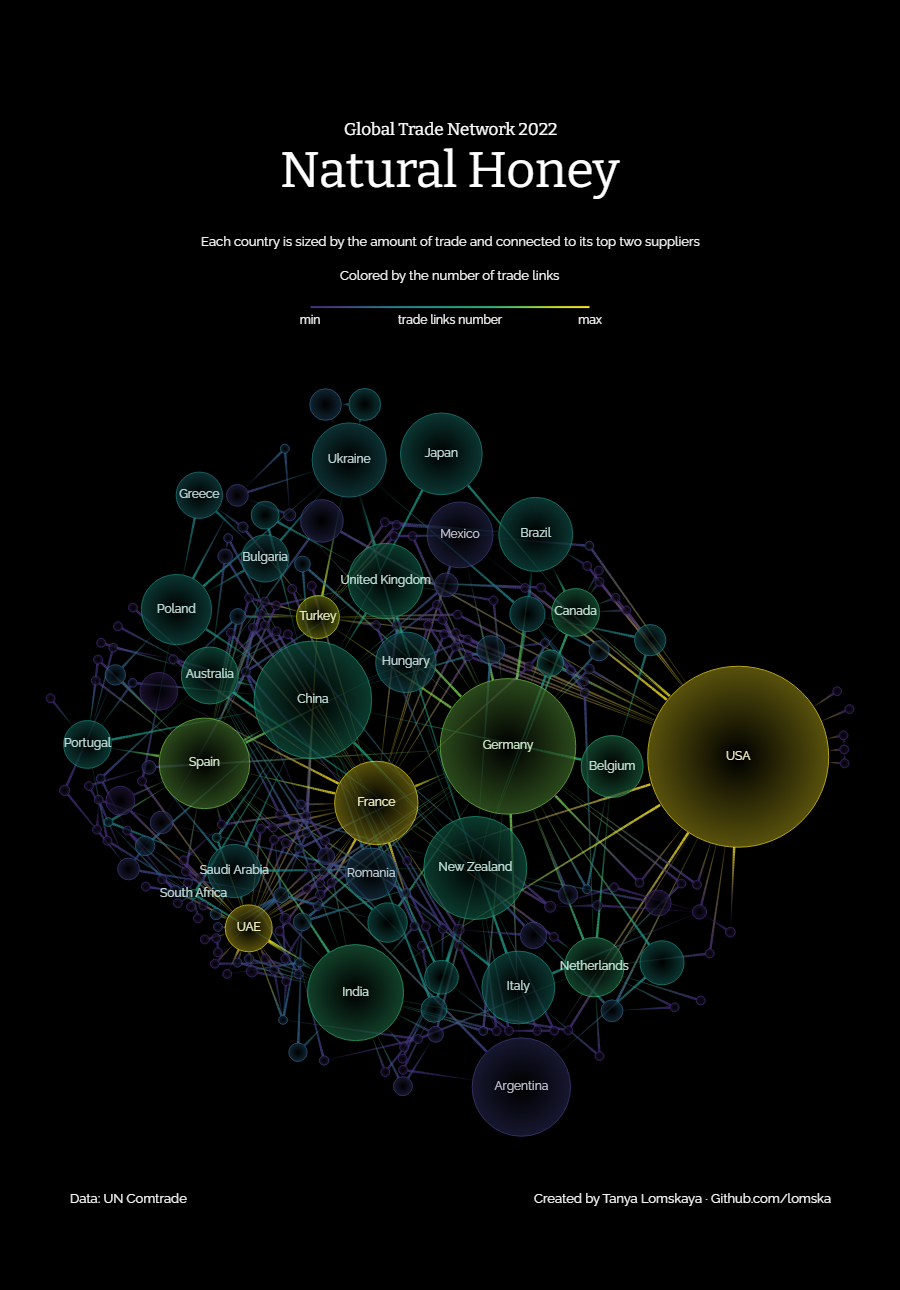 Global Trade Network 2022
Natural Honey
Each country is sized by the amount of trade and connected to its top two suppliers
Colored by the number of trade links
min trade links number max
Ukraine
Japan
Greece
Mexico
Brazil
Bulgaria
United Kingdom
Poland
Turkey
Canada
Hungary
Australia
China
Portugal
Germany
Spain
Belgium
USA
France
New Zealand
Saudi Arabia
Romania
South Africa
UAE
Netherlands
India
Italy
Argentina
Data: UN Comtrade
Created by Tanya Lomskaya · Github.com/lomska